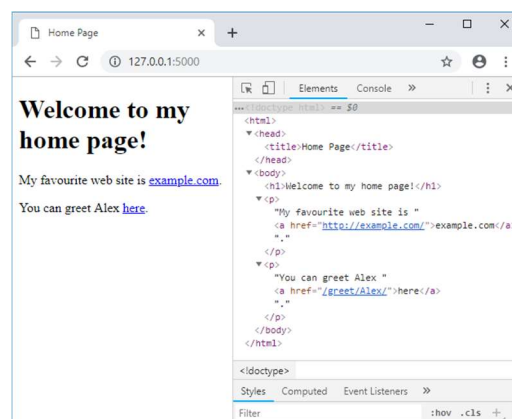 Home Page
127.0.0.1:5000
Welcome to my
home page!
My favourite web site is example.com.
You can greet Alex here.
Elements Console »
...<!doctype html> == $0
<html>
▼<head>
<title>Home Page</title>
</head>
▼<body>
<h1>Welcome to my home page!</h1>
▼<p>
"My favourite web site is "
<a href="http://example.com/">example.com</a
"."
</p>
▼<p>
"You can greet Alex "
<a href="/greet/Alex/">here</a>
"."
</p>
</body>
</html>
<!doctype>
Styles Computed Event Listeners »
Filter :hov .cls +